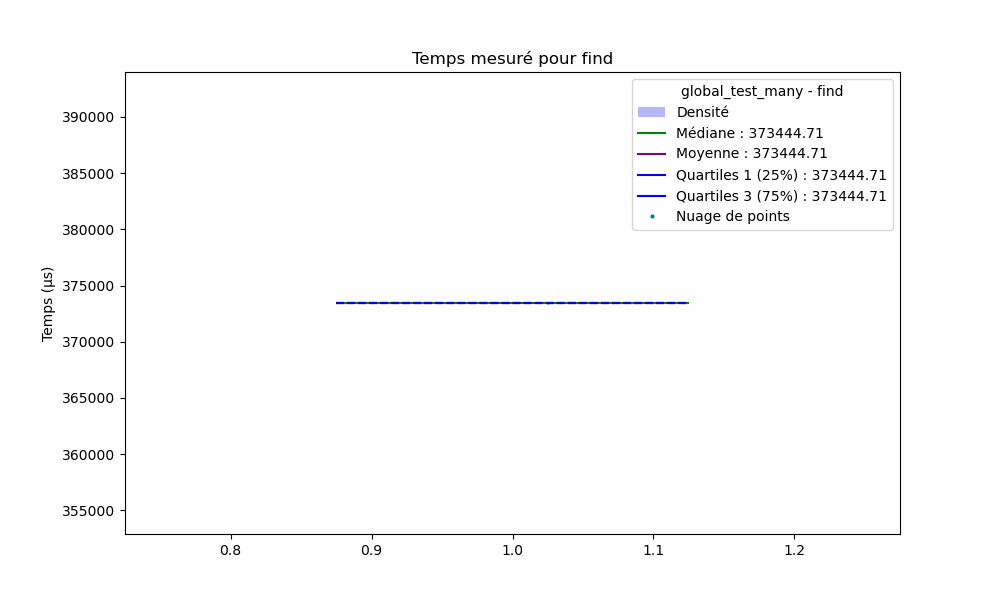 Temps mesuré pour find
global_test_many - find
Densité
Médiane : 373444.71
Moyenne : 373444.71
Quartiles 1 (25%) : 373444.71
Quartiles 3 (75%) : 373444.71
Nuage de points
Temps (µs)
390000
385000
380000
375000
370000
365000
360000
355000
0.8
0.9
1.0
1.1
1.2